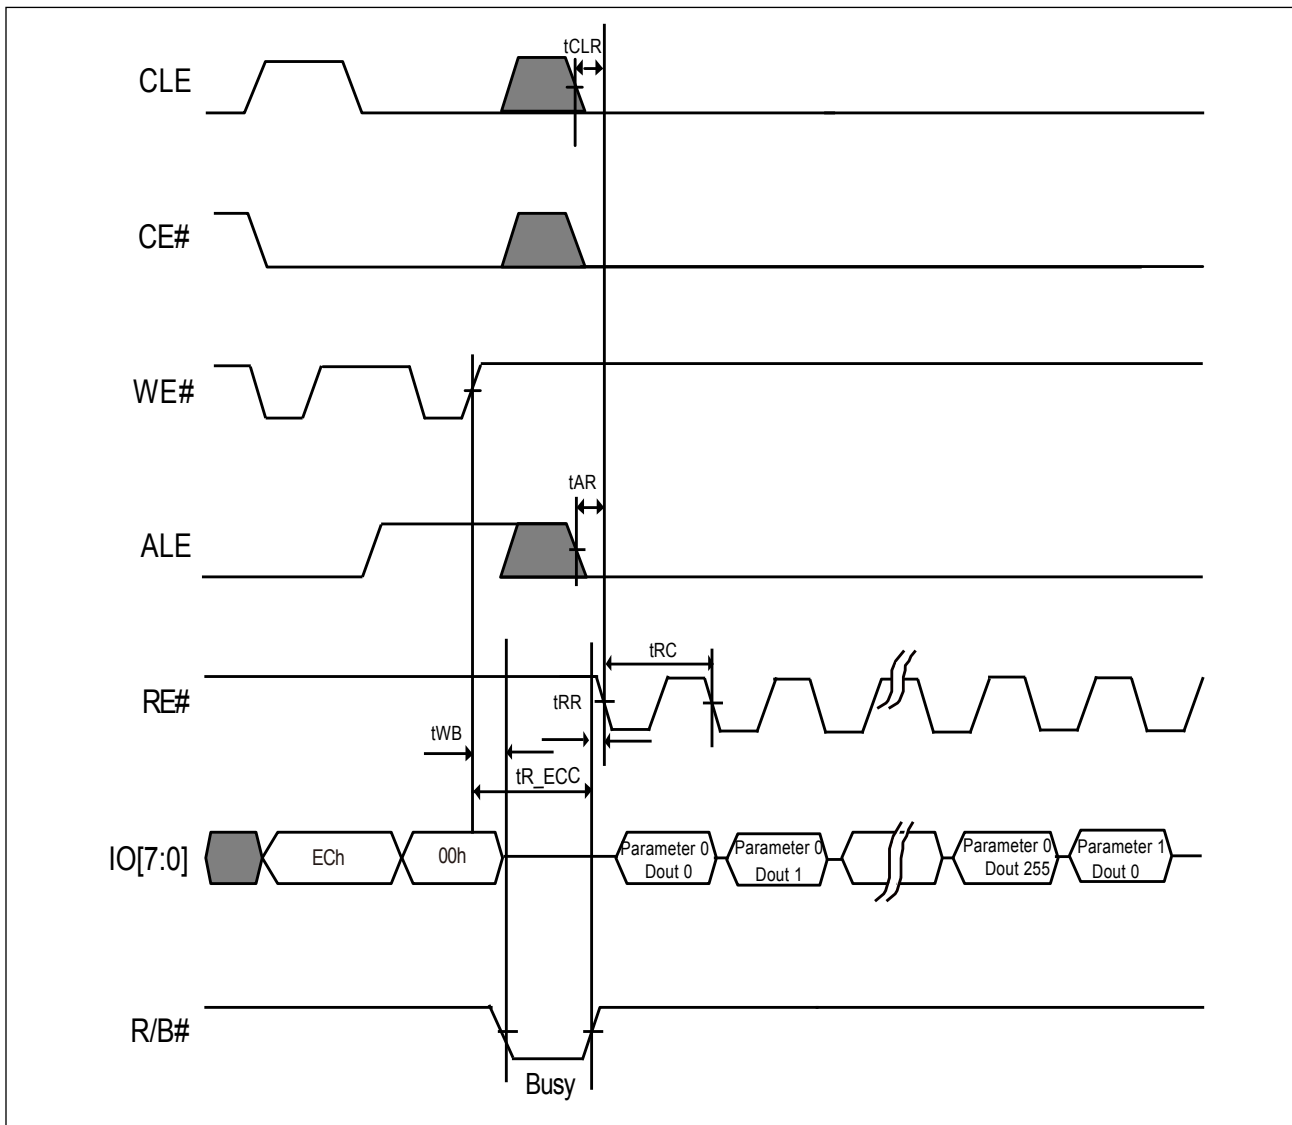 tCLR
CLE
CE#
WE#
tAR
ALE
tRC
RE#
tRR
tWB
tR_ECC
IO[7:0]
ECh
00h
Parameter 0
Dout 0
Parameter 0
Dout 1
Parameter 0
Dout 255
Parameter 1
Dout 0
R/B#
Busy